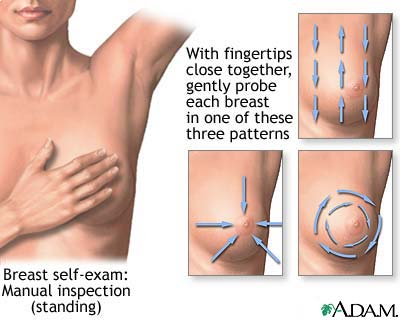 With fingertips
close together,
gently probe
each breast
in one of these
three patterns
Breast self-exam:
Manual inspection
(standing)
A.D.A.M.